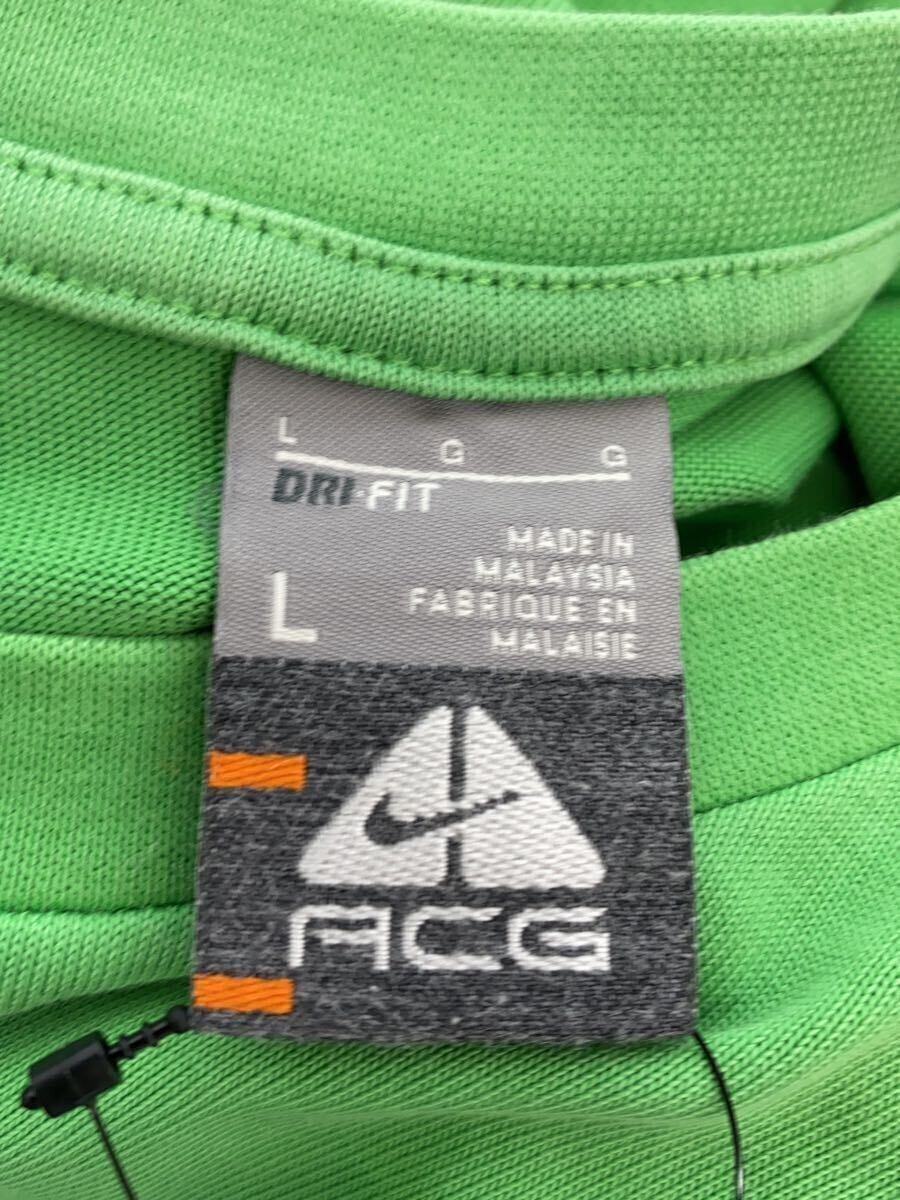 L G G
DRI-FIT
L
MADE IN
MALAYSIA
FABRIQUE EN
MALAISIE
ACG